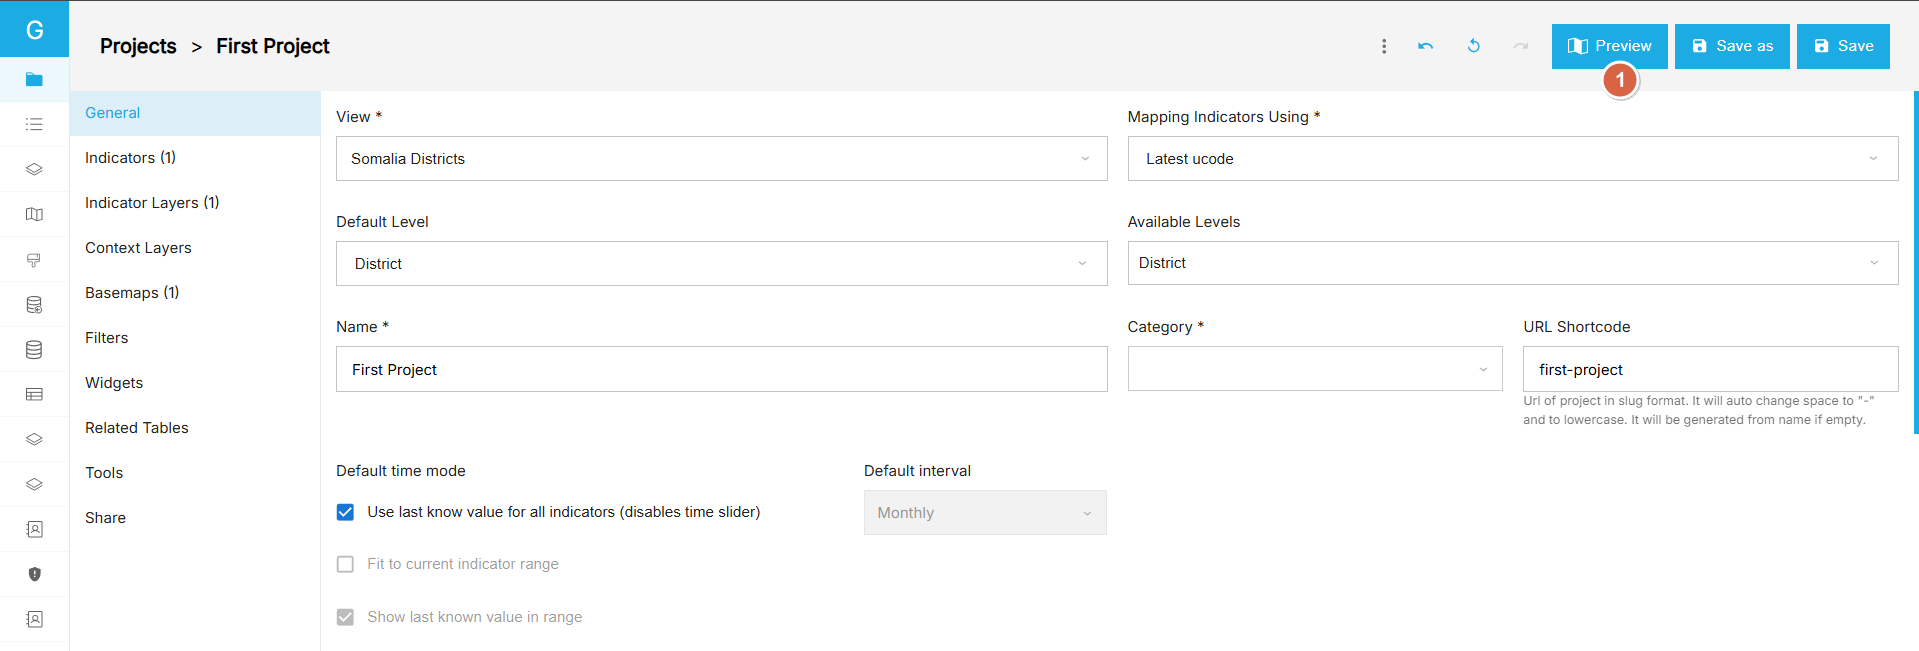 G
Projects > First Project
Preview
Save as
Save
1
General
Indicators (1)
Indicator Layers (1)
Context Layers
Basemaps (1)
Filters
Widgets
Related Tables
Tools
Share
View *
Somalia Districts
Mapping Indicators Using *
Latest ucode
Default Level
District
Available Levels
District
Name *
First Project
Category *
URL Shortcode
first-project
Url of project in slug format. It will auto change space to "-"
and to lowercase. It will be generated from name if empty.
Default time mode
Use last know value for all indicators (disables time slider)
Fit to current indicator range
Show last known value in range
Default interval
Monthly